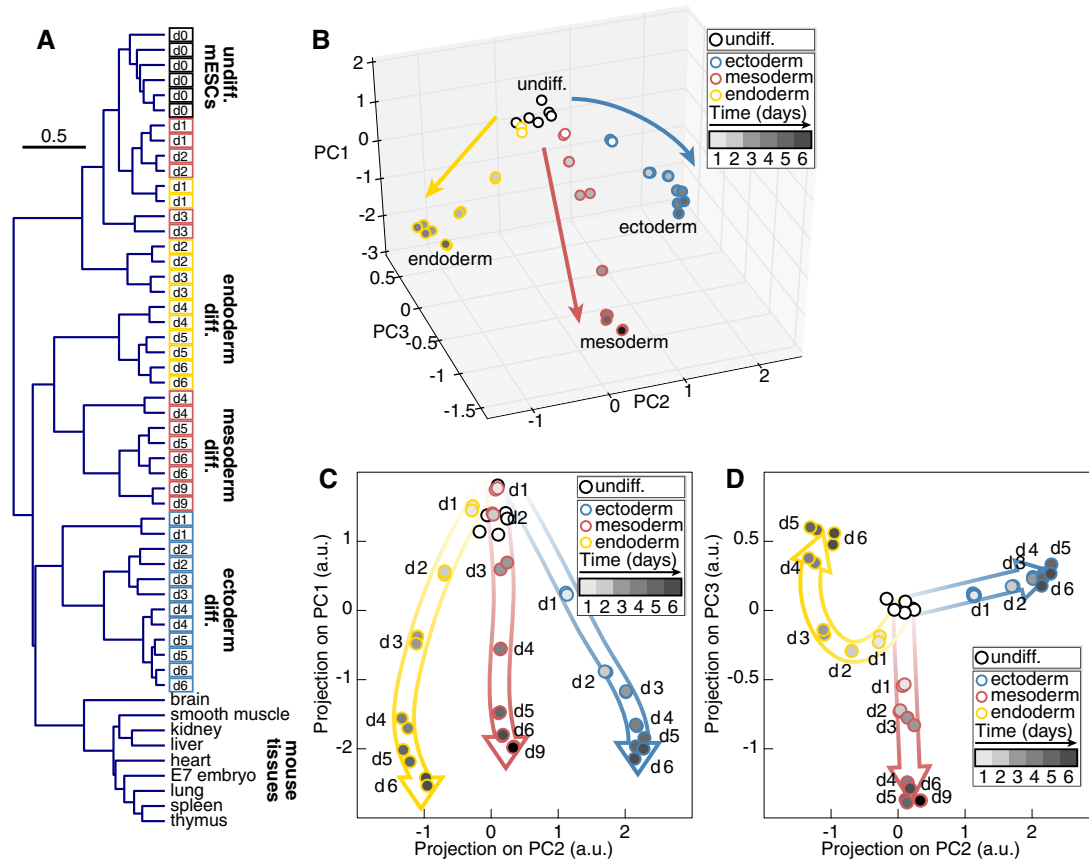 A
0.5
d0
d0
d0
d0
d0
d0
d1
d1
d2
d2
d1
d1
d3
d3
d2
d2
d3
d3
d4
d4
d5
d5
d6
d6
d4
d4
d5
d5
d6
d6
d9
d9
d1
d1
d2
d2
d3
d3
d4
d4
d5
d5
d6
d6
brain
smooth muscle
kidney
liver
heart
E7 embryo
lung
spleen
thymus
undiff.
mESCs
endoderm
diff.
mesoderm
diff.
ectoderm
diff.
mouse
tissues
B
undiff.
ectoderm
mesoderm
endoderm
Time (days)
1 2 3 4 5 6
2
1
0
-1
-2
-3
PC1
0.5
0
-0.5
-1
-1.5
PC3
-1
0
1
2
PC2
undiff.
endoderm
mesoderm
ectoderm
C
undiff.
ectoderm
mesoderm
endoderm
Time (days)
1 2 3 4 5 6
d1
d1
d2
d2
d3
d1
d3
d4
d2
d3
d4
d5
d4
d5
d6
d5
d9
d6
d6
1
0
-1
-2
Projection on PC1 (a.u.)
-1 0 1 2
Projection on PC2 (a.u.)
D
d5
d6
d4
d4
d5
d3
d6
d1
d2
d3
d2
d1
d1
d2
d3
d4
d6
d5
d9
undiff.
ectoderm
mesoderm
endoderm
Time (days)
1 2 3 4 5 6
0.5
0
-0.5
-1
Projection on PC3 (a.u.)
-1 0 1 2
Projection on PC2 (a.u.)